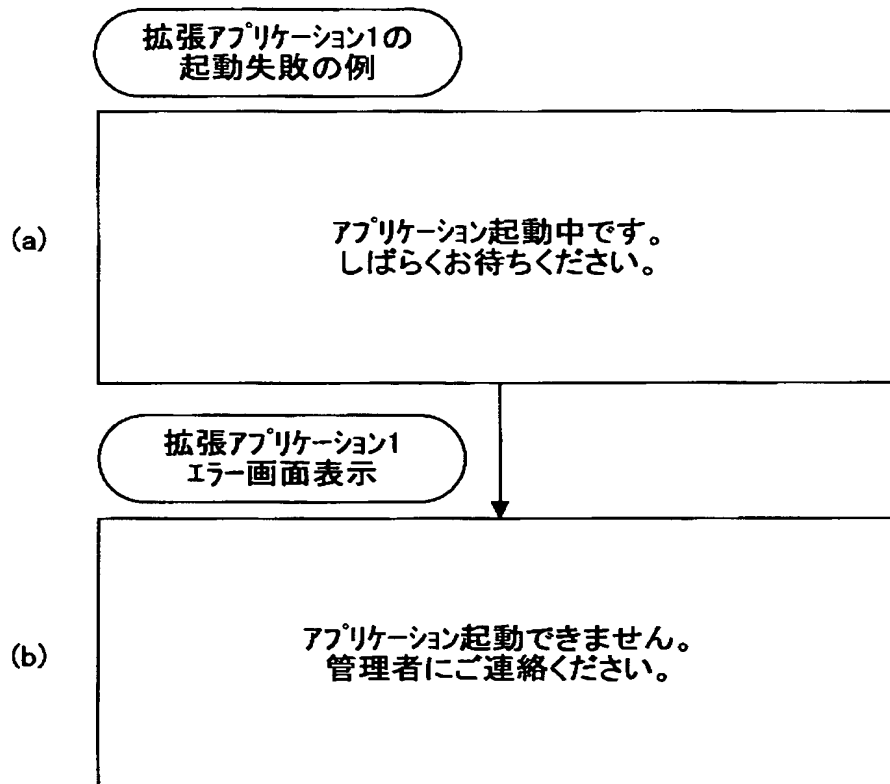 拡張アプリケーション1の
起動失敗の例
(a)
アプリケーション起動中です。
しばらくお待ちください。
拡張アプリケーション1
エラー画面表示
(b)
アプリケーション起動できません。
管理者にご連絡ください。